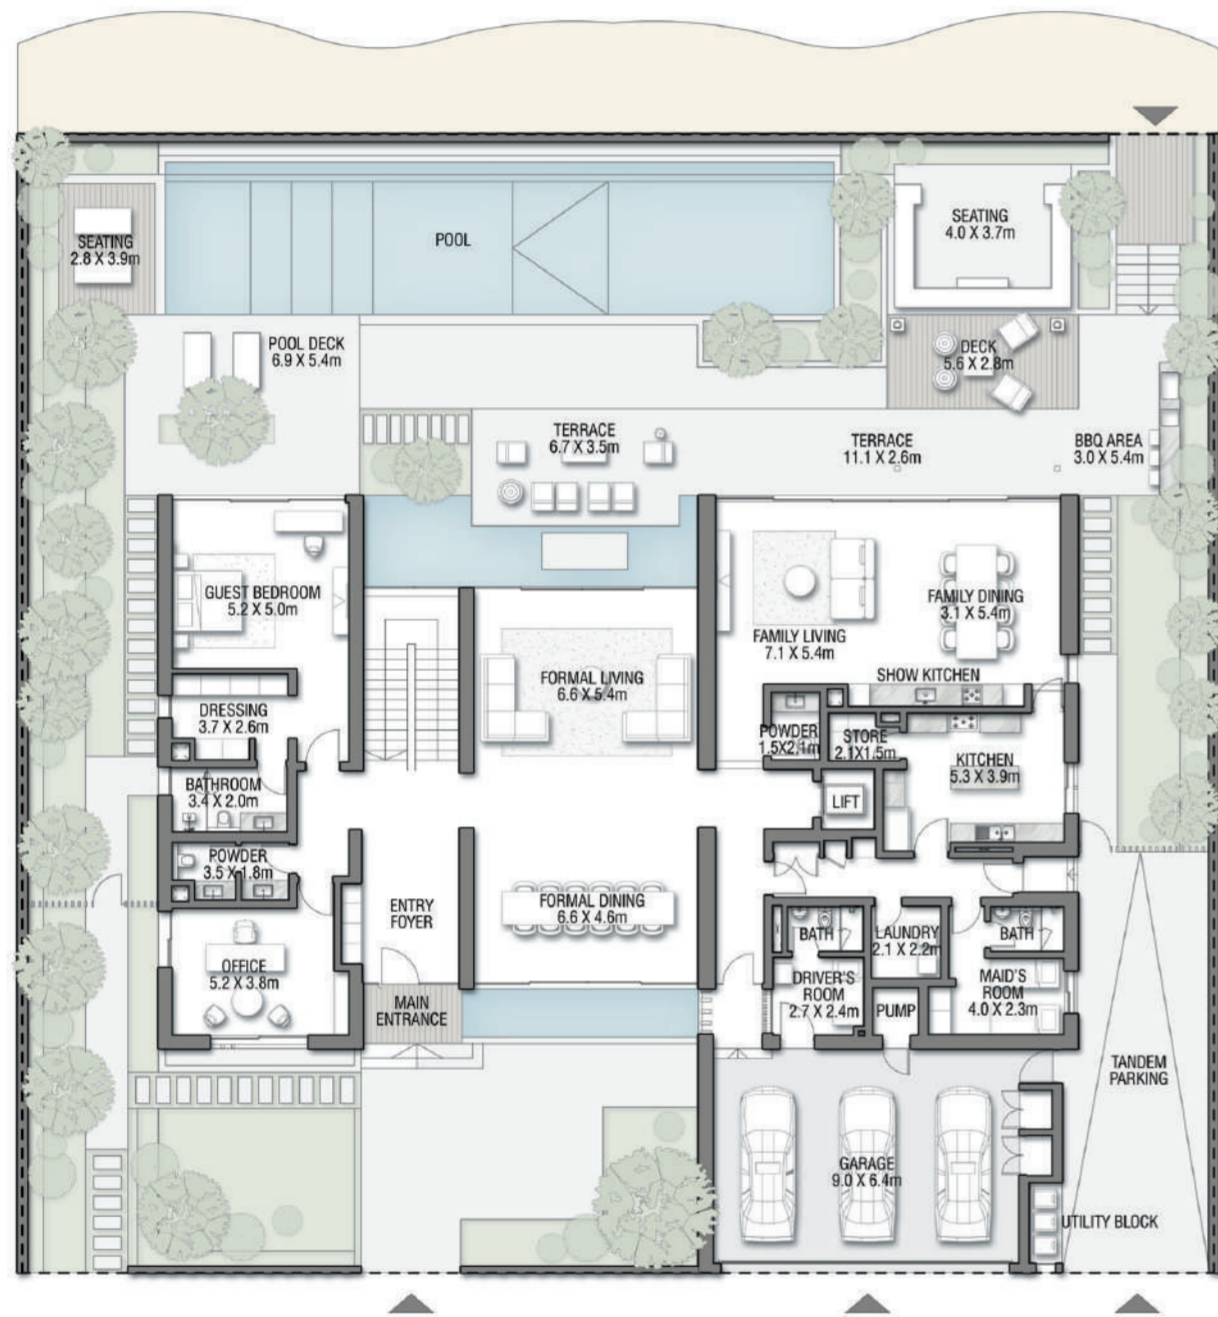 SEATING
2.8 X 3.9m
POOL
SEATING
4.0 X 3.7m
POOL DECK
6.9 X 5.4m
DECK
5.6 X 2.8m
TERRACE
6.7 X 3.5m
TERRACE
11.1 X 2.6m
BBQ AREA
3.0 X 5.4m
GUEST BEDROOM
5.2 X 5.0m
FAMILY DINING
3.1 X 5.4m
FAMILY LIVING
7.1 X 5.4m
FORMAL LIVING
6.6 X 5.4m
SHOW KITCHEN
DRESSING
3.7 X 2.6m
POWDER
1.5X2.1m
STORE
2.1X1.5m
KITCHEN
5.3 X 3.9m
BATHROOM
3.4 X 2.0m
LIFT
POWDER
3.5 X 1.8m
ENTRY
FOYER
FORMAL DINING
6.6 X 4.6m
BATH
LAUNDRY
2.1 X 2.2m
BATH
OFFICE
5.2 X 3.8m
DRIVER'S
ROOM
2.7 X 2.4m
MAID'S
ROOM
4.0 X 2.3m
MAIN
ENTRANCE
PUMP
TANDEM
PARKING
GARAGE
9.0 X 6.4m
UTILITY BLOCK